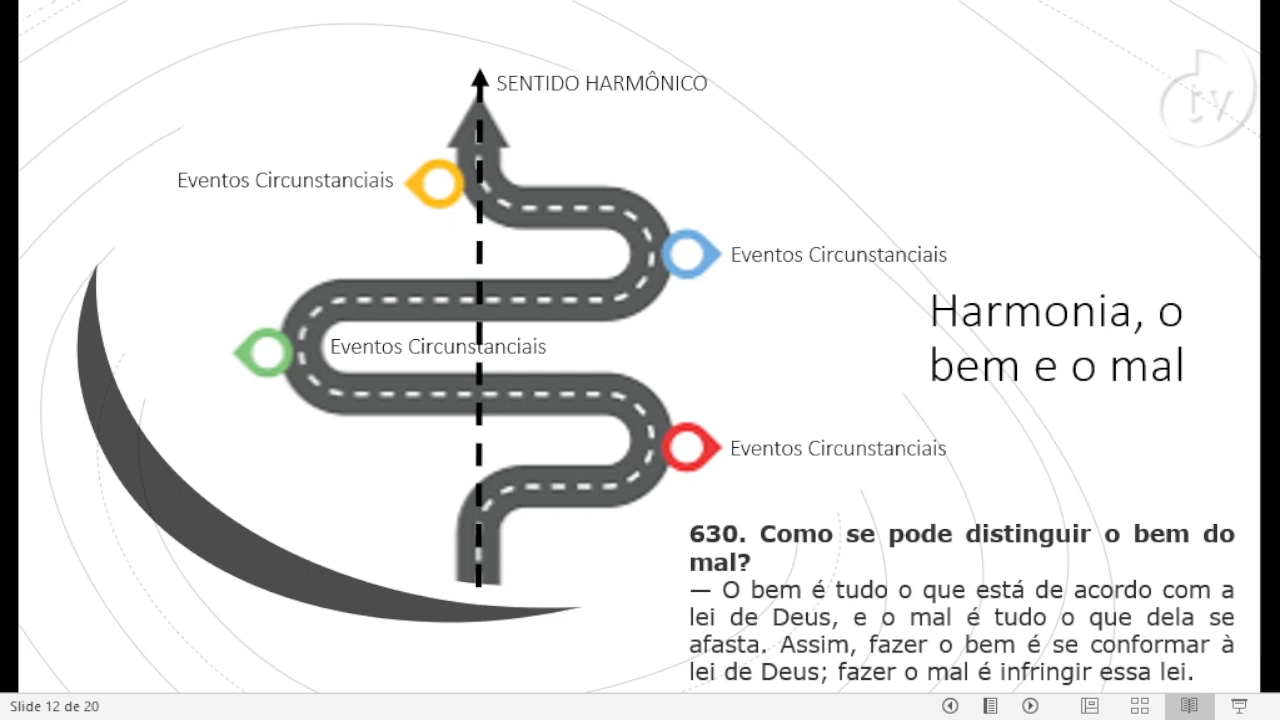 SENTIDO HARMÔNICO
Eventos Circunstanciais
Eventos Circunstanciais
Harmonia, o
bem e o mal
Eventos Circunstanciais
Eventos Circunstanciais
630. Como se pode distinguir o bem do
mal?
— O bem é tudo o que está de acordo com a
lei de Deus, e o mal é tudo o que dela se
afasta. Assim, fazer o bem é se conformar à
lei de Deus; fazer o mal é infringir essa lei.
tv
Slide 12 de 20